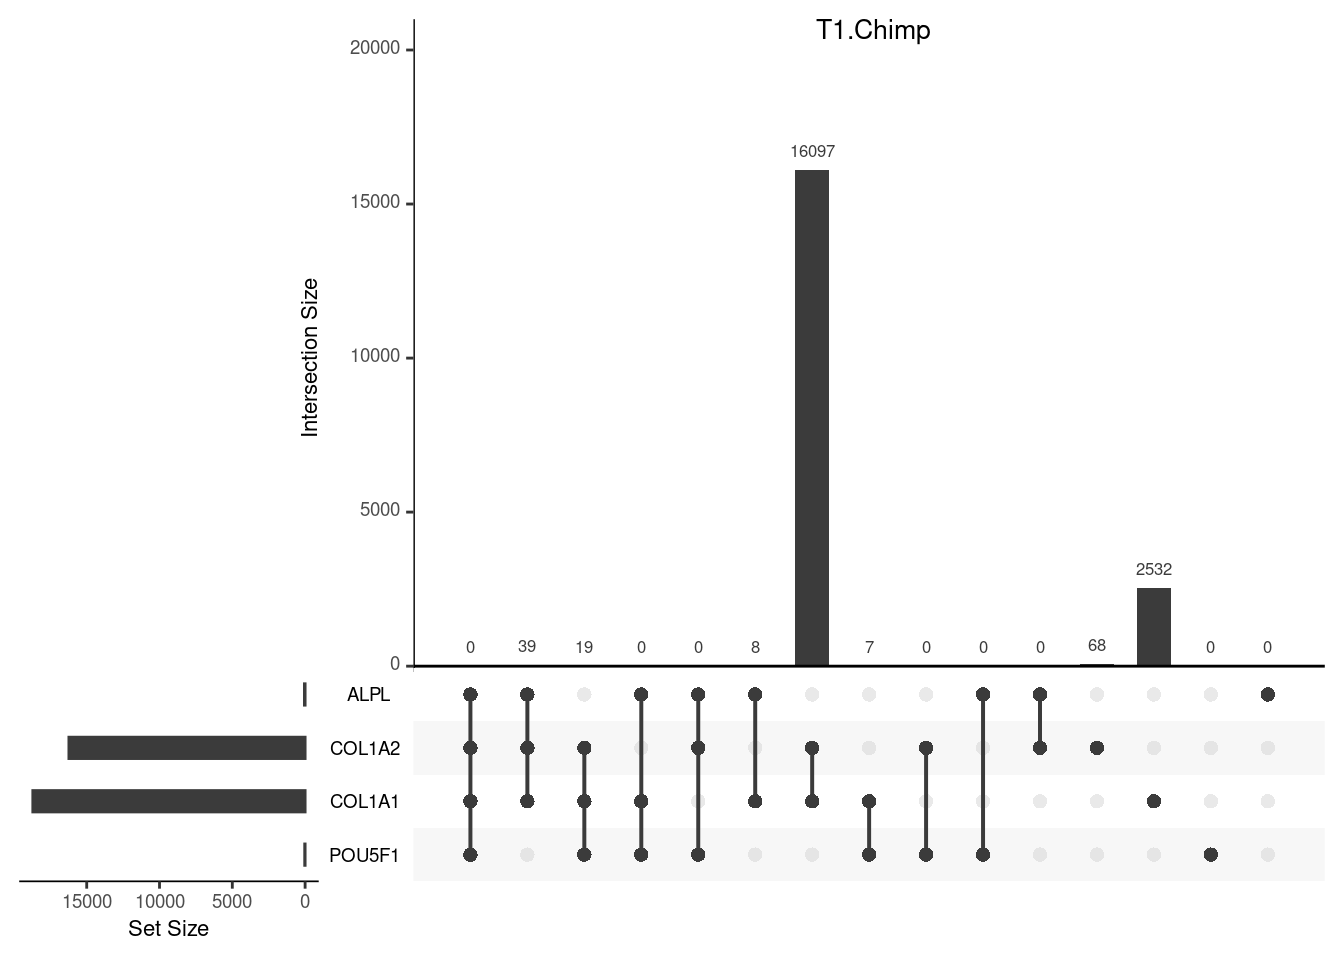 T1.Chimp
20000
15000
10000
5000
0
Intersection Size
0 39 19 0 0 8 16097 7 0 0 0 68 2532 0 0
ALPL
COL1A2
COL1A1
POU5F1
15000 10000 5000 0
Set Size